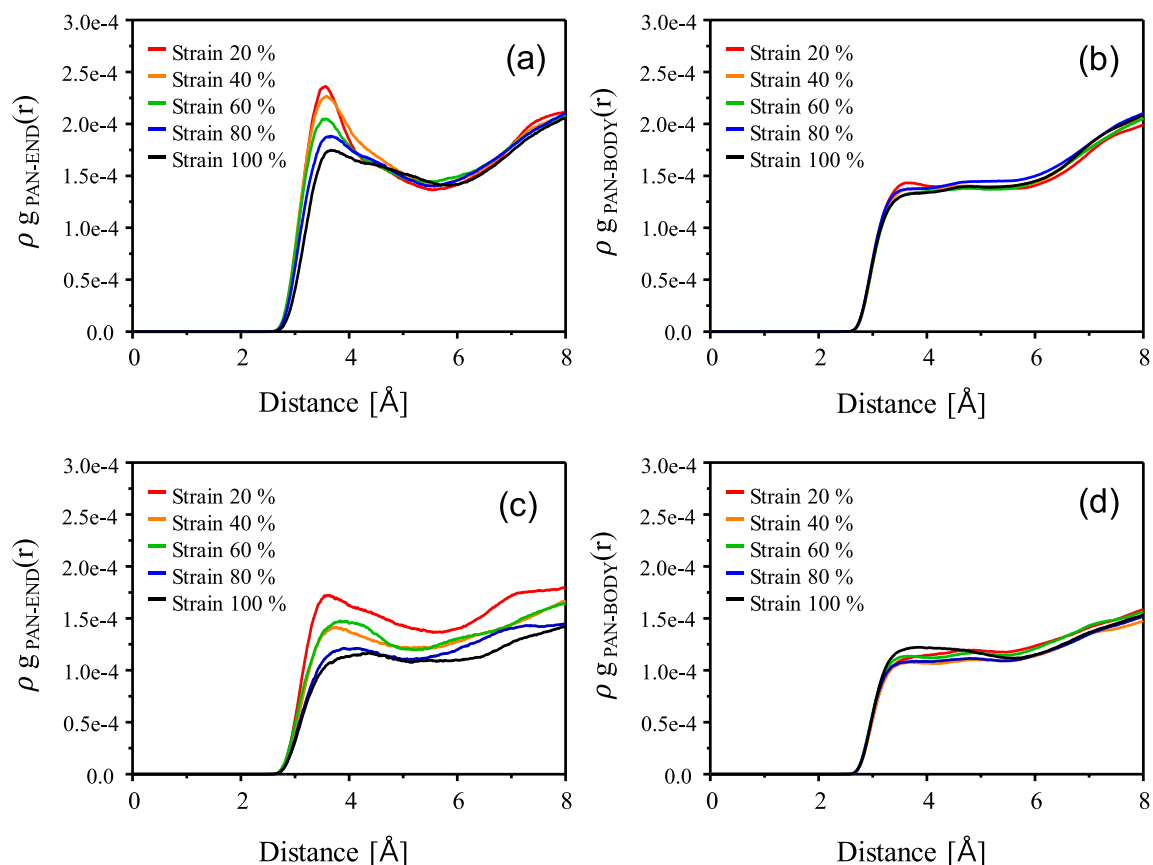 3.0e-4
2.5e-4
2.0e-4
1.5e-4
1.0e-4
0.5e-4
0.0
ρ g PAN-END(r)
Strain 20 %
Strain 40 %
Strain 60 %
Strain 80 %
Strain 100 %
(a)
0 2 4 6 8
Distance [Å]
3.0e-4
2.5e-4
2.0e-4
1.5e-4
1.0e-4
0.5e-4
0.0
ρ g PAN-BODY(r)
Strain 20 %
Strain 40 %
Strain 60 %
Strain 80 %
Strain 100 %
(b)
0 2 4 6 8
Distance [Å]
3.0e-4
2.5e-4
2.0e-4
1.5e-4
1.0e-4
0.5e-4
0.0
ρ g PAN-END(r)
Strain 20 %
Strain 40 %
Strain 60 %
Strain 80 %
Strain 100 %
(c)
0 2 4 6 8
Distance [Å]
3.0e-4
2.5e-4
2.0e-4
1.5e-4
1.0e-4
0.5e-4
0.0
ρ g PAN-BODY(r)
Strain 20 %
Strain 40 %
Strain 60 %
Strain 80 %
Strain 100 %
(d)
0 2 4 6 8
Distance [Å]